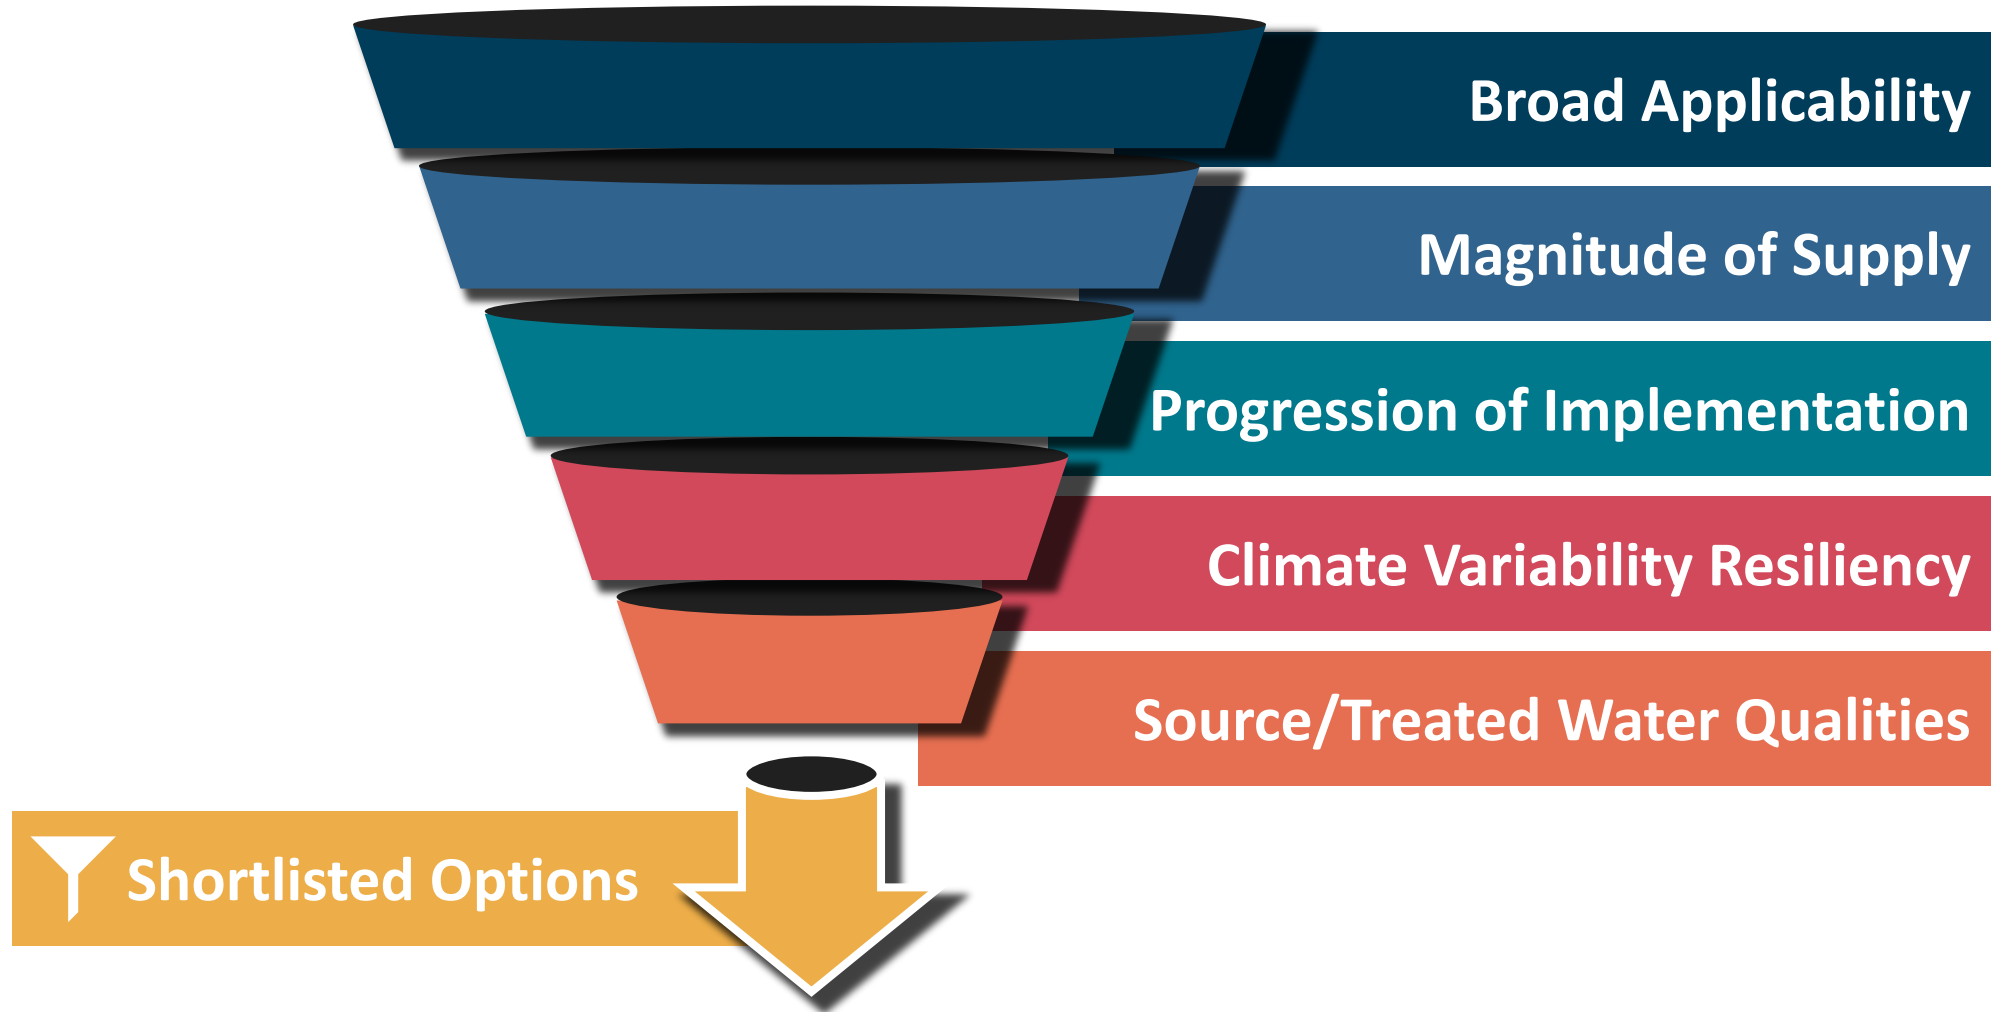 Broad Applicability
Magnitude of Supply
Progression of Implementation
Climate Variability Resiliency
Source/Treated Water Qualities
Shortlisted Options